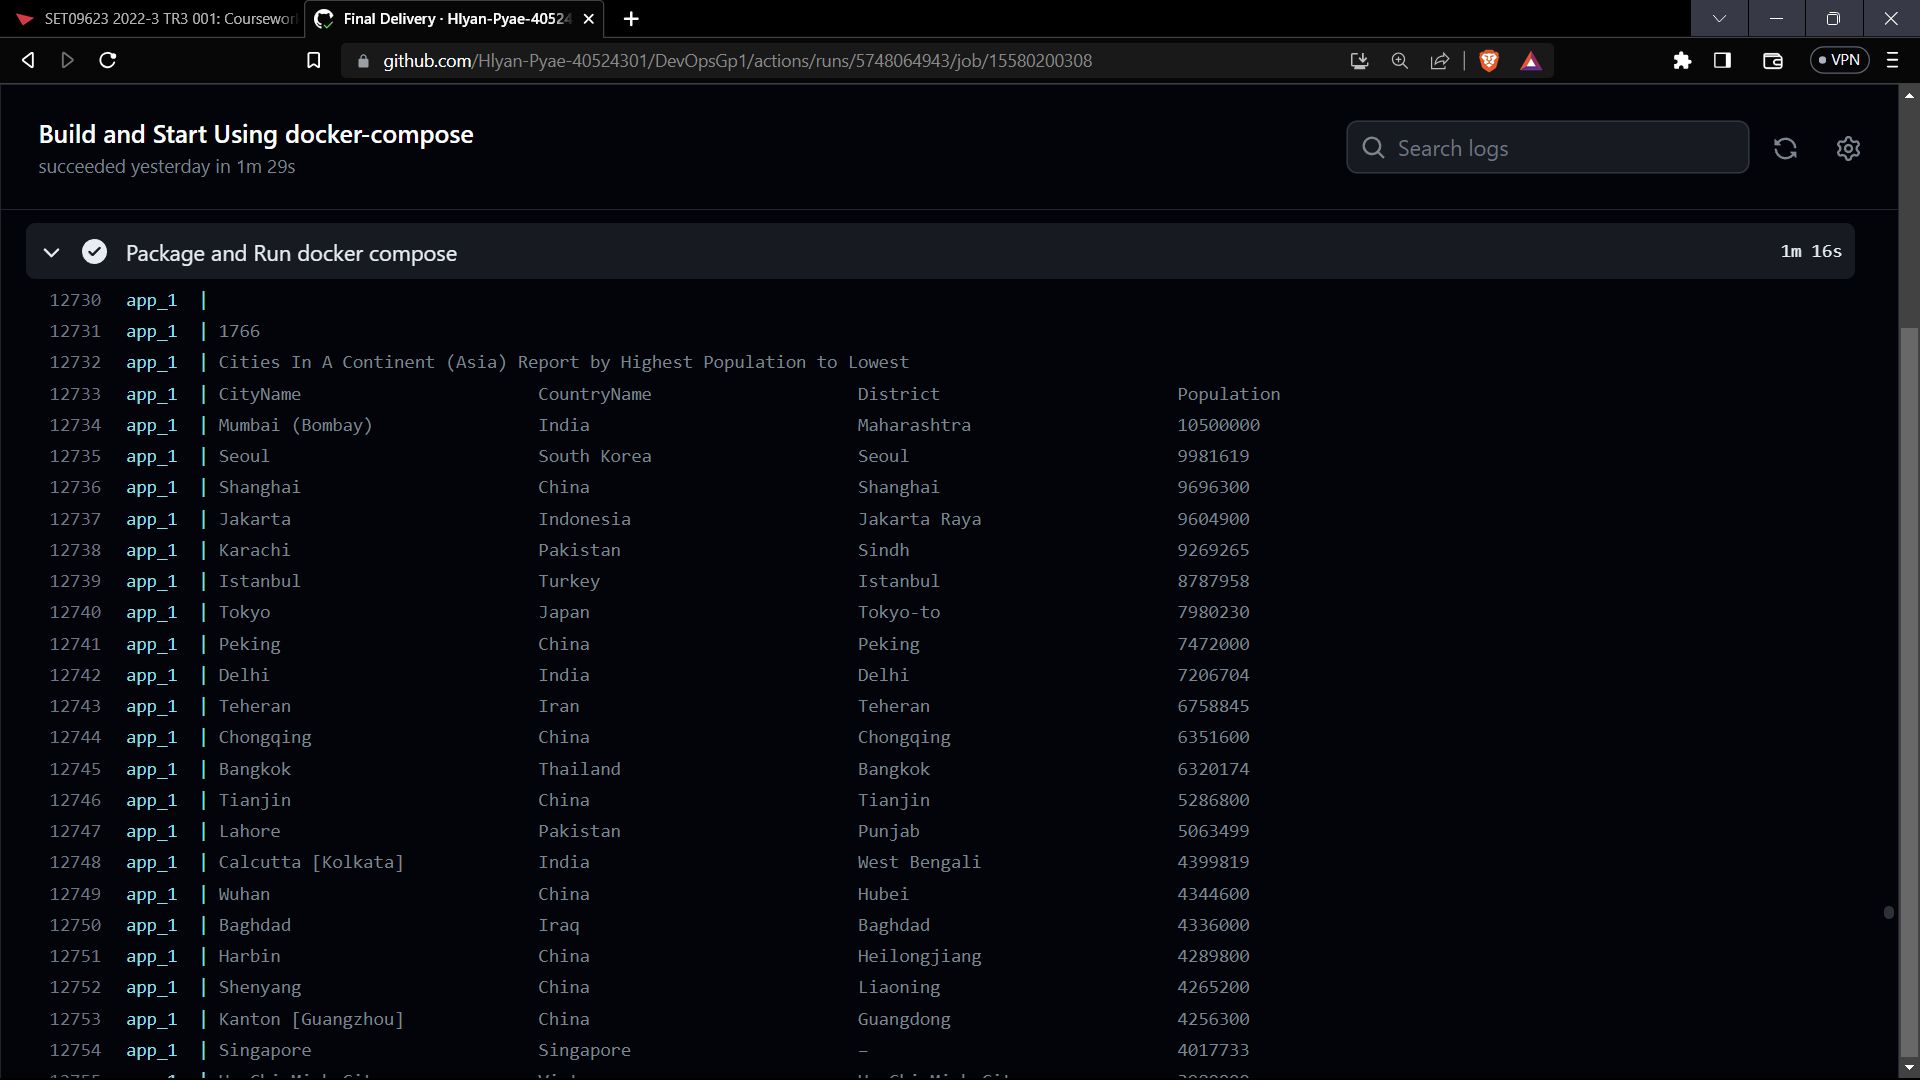 SET09623 2022-3 TR3 001: Coursewor
Final Delivery · Hlyan-Pyae-40524
github.com/Hlyan-Pyae-40524301/DevOpsGp1/actions/runs/5748064943/job/15580200308
VPN
Build and Start Using docker-compose
succeeded yesterday in 1m 29s
Search logs
Package and Run docker compose 1m 16s
12730 app_1 |
12731 app_1 | 1766
12732 app_1 | Cities In A Continent (Asia) Report by Highest Population to Lowest
12733 app_1 | CityName CountryName District Population
12734 app_1 | Mumbai (Bombay) India Maharashtra 10500000
12735 app_1 | Seoul South Korea Seoul 9981619
12736 app_1 | Shanghai China Shanghai 9696300
12737 app_1 | Jakarta Indonesia Jakarta Raya 9604900
12738 app_1 | Karachi Pakistan Sindh 9269265
12739 app_1 | Istanbul Turkey Istanbul 8787958
12740 app_1 | Tokyo Japan Tokyo-to 7980230
12741 app_1 | Peking China Peking 7472000
12742 app_1 | Delhi India Delhi 7206704
12743 app_1 | Teheran Iran Teheran 6758845
12744 app_1 | Chongqing China Chongqing 6351600
12745 app_1 | Bangkok Thailand Bangkok 6320174
12746 app_1 | Tianjin China Tianjin 5286800
12747 app_1 | Lahore Pakistan Punjab 5063499
12748 app_1 | Calcutta [Kolkata] India West Bengali 4399819
12749 app_1 | Wuhan China Hubei 4344600
12750 app_1 | Baghdad Iraq Baghdad 4336000
12751 app_1 | Harbin China Heilongjiang 4289800
12752 app_1 | Shenyang China Liaoning 4265200
12753 app_1 | Kanton [Guangzhou] China Guangdong 4256300
12754 app_1 | Singapore Singapore – 4017733